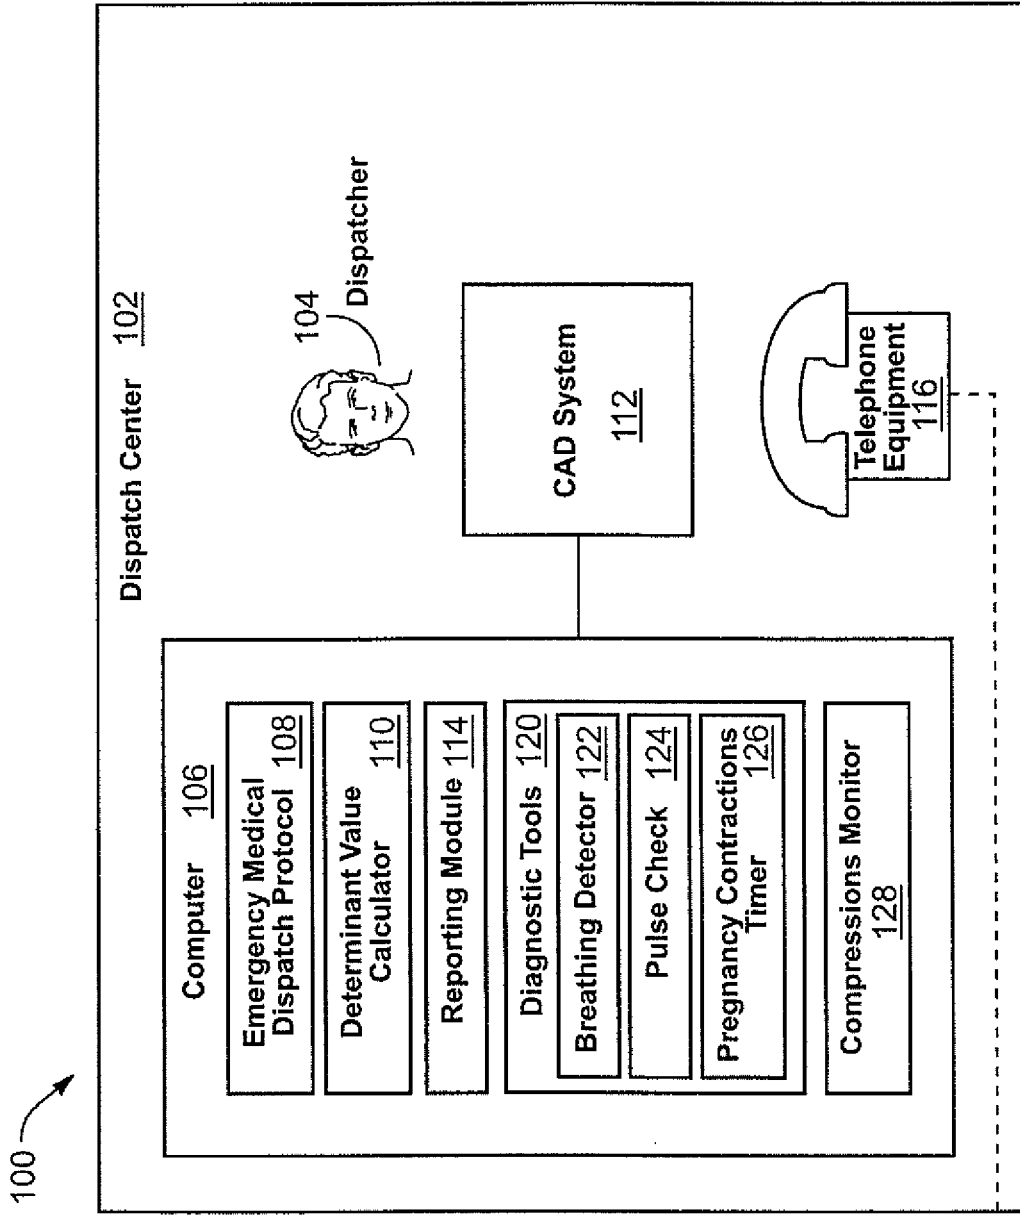 100
Dispatch Center 102
Computer 106
Emergency Medical
Dispatch Protocol 108
Determinant Value
Calculator 110
Reporting Module 114
Diagnostic Tools 120
Breathing Detector 122
Pulse Check 124
Pregnancy Contractions
Timer 126
Compressions Monitor
128
104
Dispatcher
CAD System
112
Telephone
Equipment
116